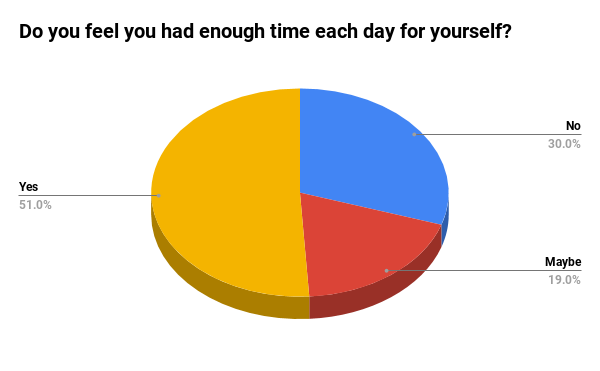 Do you feel you had enough time each day for yourself?
No
30.0%
Yes
51.0%
Maybe
19.0%